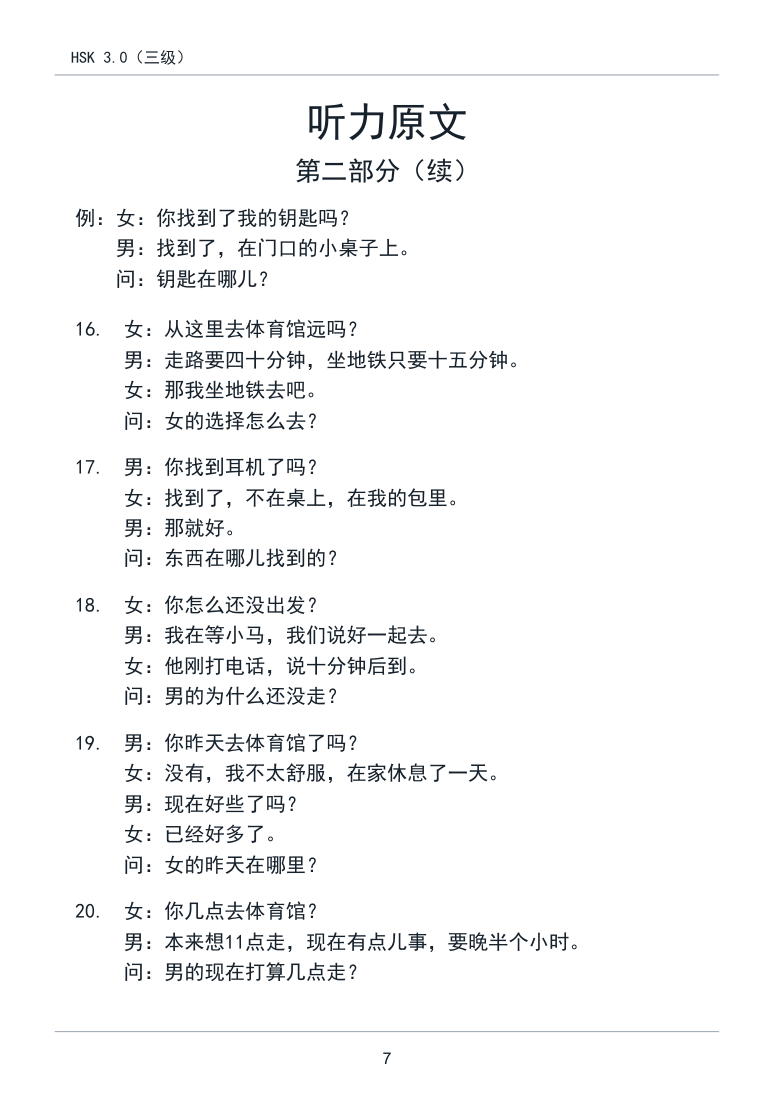 HSK 3.0（三级）
听力原文
第二部分（续）
例：女：你找到了我的钥匙吗？
男：找到了，在门口的小桌子上。
问：钥匙在哪儿？
16. 女：从这里去体育馆远吗？
男：走路要四十分钟，坐地铁只要十五分钟。
女：那我坐地铁去吧。
问：女的选择怎么去？
17. 男：你找到耳机了吗？
女：找到了，不在桌上，在我的包里。
男：那就好。
问：东西在哪儿找到的？
18. 女：你怎么还没出发？
男：我在等小马，我们说好一起去。
女：他刚打电话，说十分钟后到。
问：男的为什么还没走？
19. 男：你昨天去体育馆了吗？
女：没有，我不太舒服，在家休息了一天。
男：现在好些了吗？
女：已经好多了。
问：女的昨天在哪里？
20. 女：你几点去体育馆？
男：本来想11点走，现在有点儿事，要晚半个小时。
问：男的现在打算几点走？
7